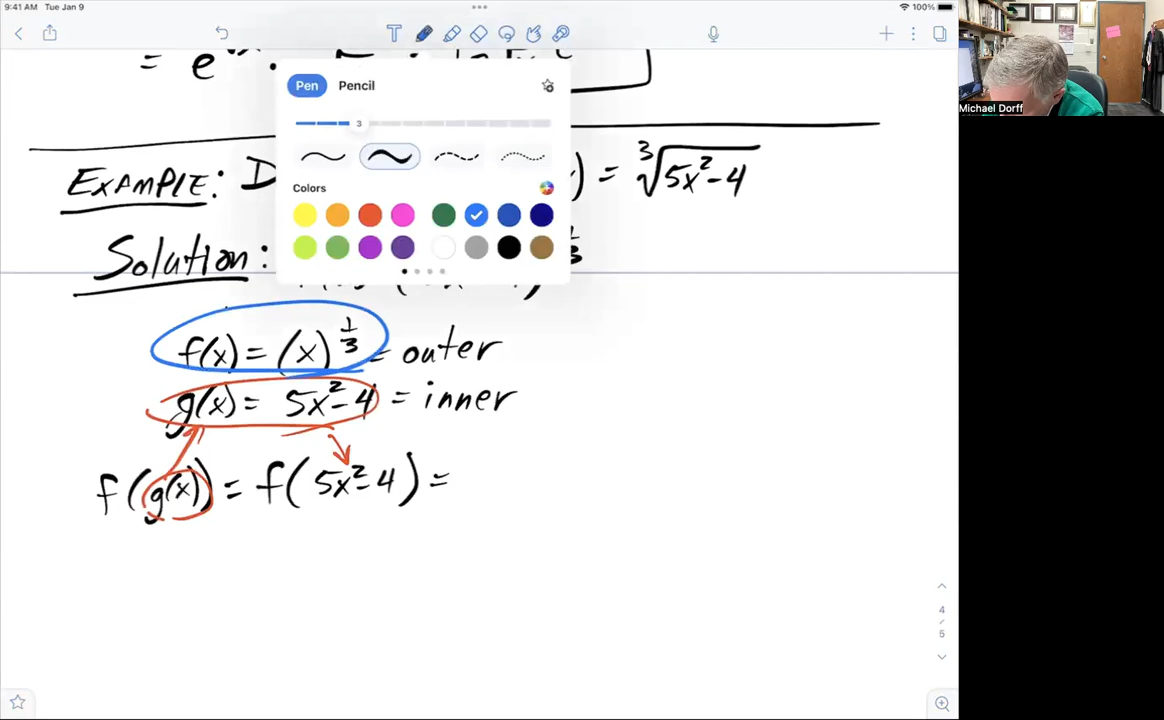 9:41 AM Tue Jan 9
100%
Michael Dorff
Pen Pencil
3
Colors
EXAMPLE: D ) = ∛5x²-4
Solution:
f(x) = (x)^1/3 = outer
g(x) = 5x²-4 = inner
f(g(x)) = f(5x²-4) =
4
5